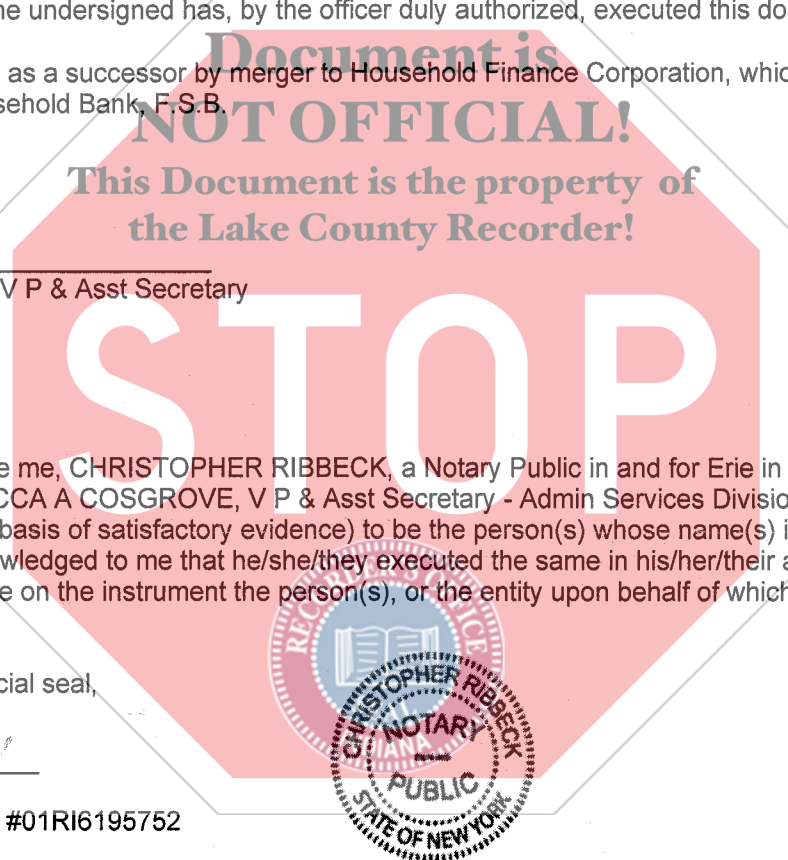 ne undersigned has, by the officer duly authorized, executed this do
Document is
as a successor by merger to Household Finance Corporation, whic
sehold Bank, F.S.B.
NOT OFFICIAL!
This Document is the property of
the Lake County Recorder!
V P & Asst Secretary
STOP
e me, CHRISTOPHER RIBBECK, a Notary Public in and for Erie in
CCA A COSGROVE, V P & Asst Secretary - Admin Services Divisio
basis of satisfactory evidence) to be the person(s) whose name(s) i
wledged to me that he/she/they executed the same in his/her/their a
e on the instrument the person(s), or the entity upon behalf of which
RECORDER'S OFFICE
cial seal,
CHRISTOPHER RIBBECK
NOTARY
PUBLIC
STATE OF NEW YORK
#01RI6195752